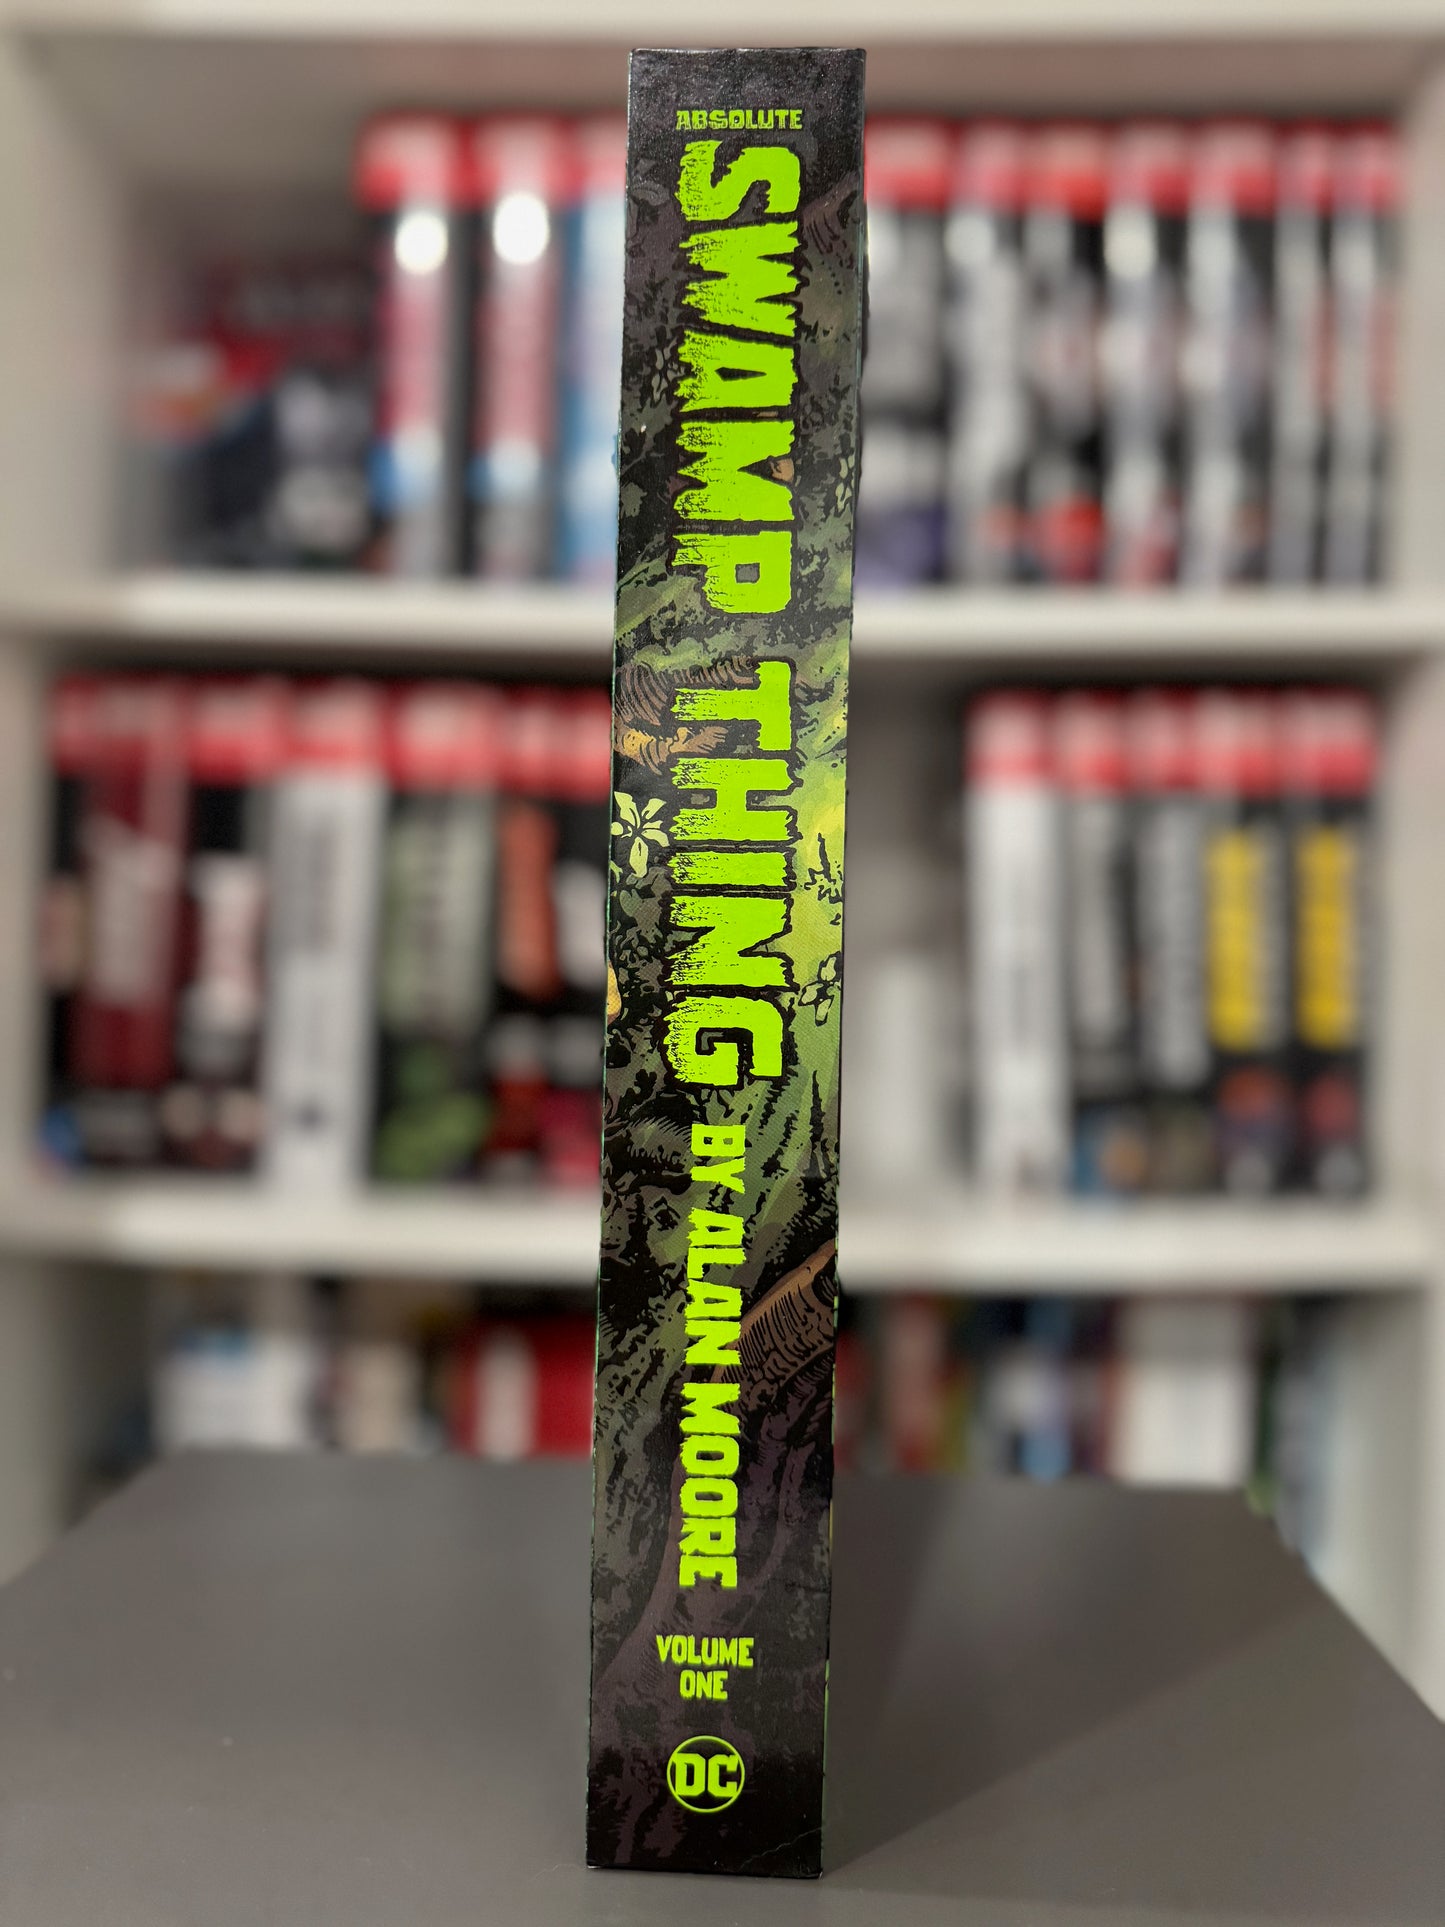 ABSOLUTE
SWAMP THING
BY ALAN MOORE
VOLUME
ONE
DC